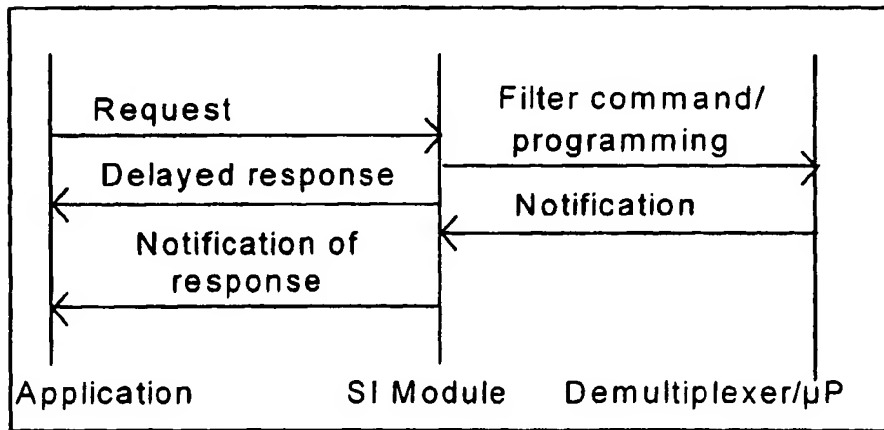 Request
Filter command/
programming
Delayed response
Notification
Notification of
response
Application
SI Module
Demultiplexer/µP